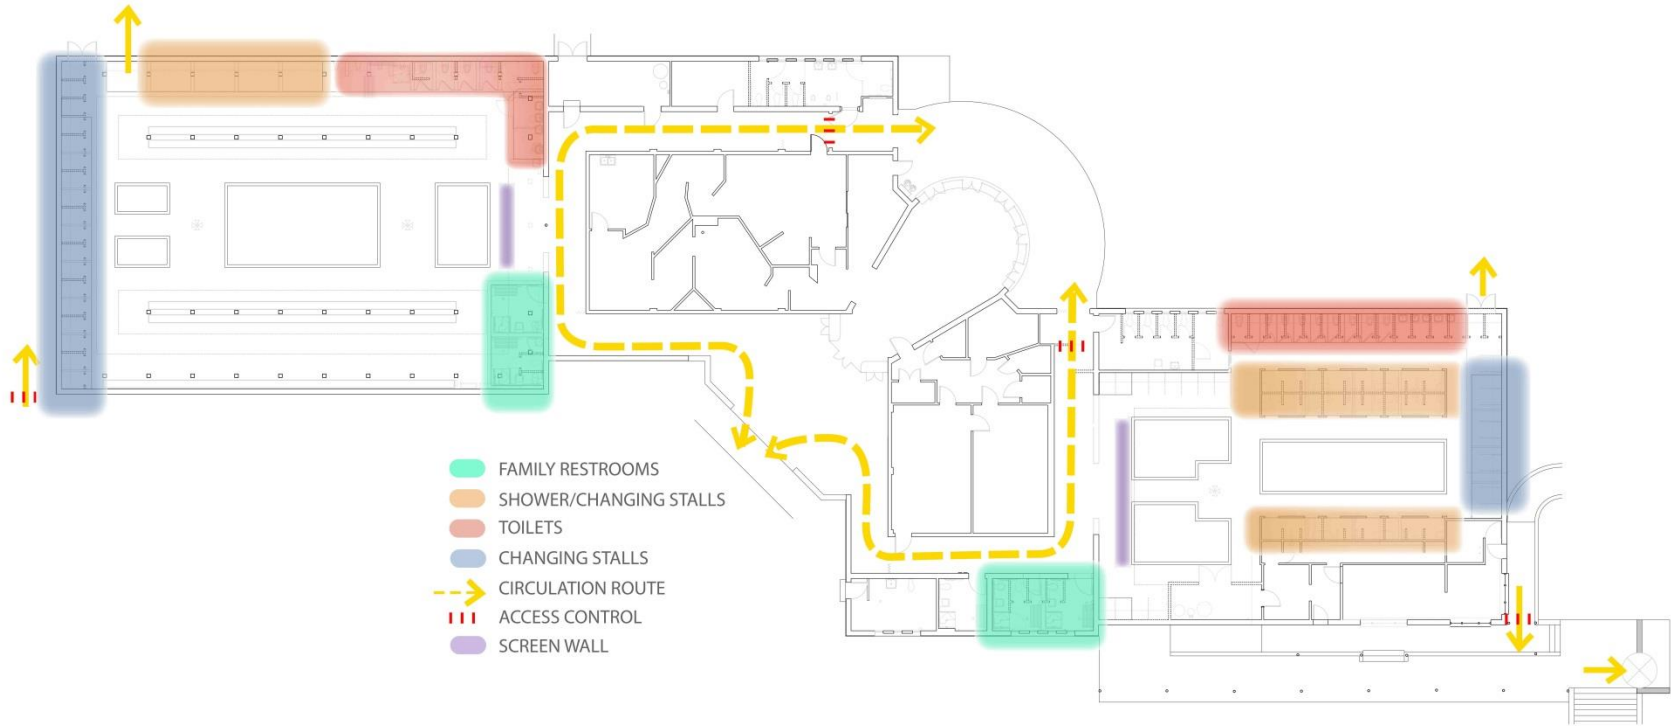 FAMILY RESTROOMS
SHOWER/CHANGING STALLS
TOILETS
CHANGING STALLS
CIRCULATION ROUTE
ACCESS CONTROL
SCREEN WALL